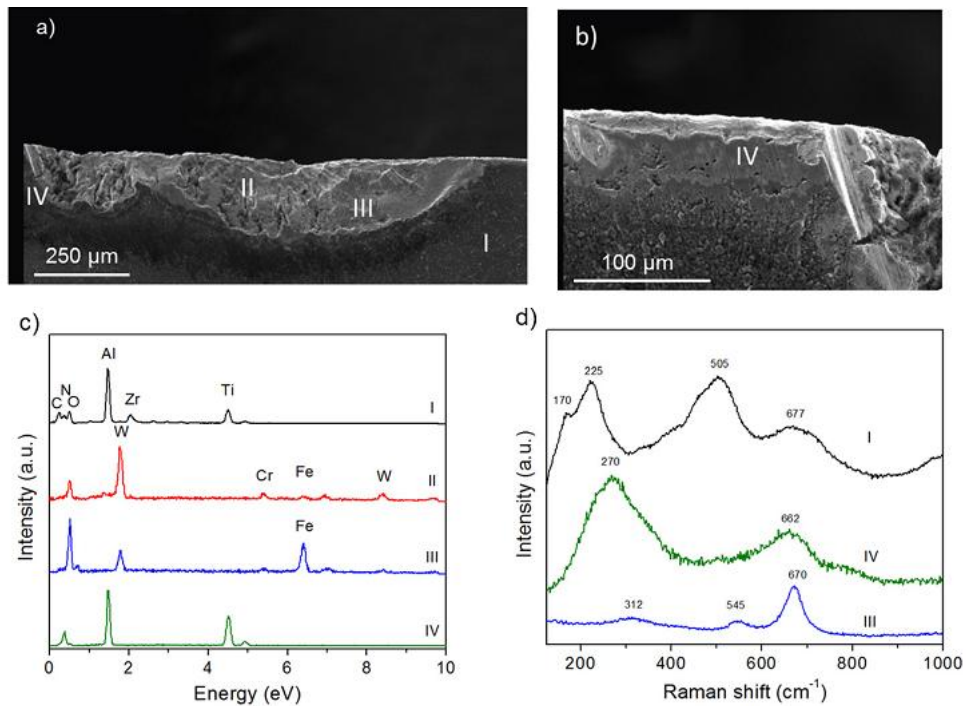 a)
IV
II
III
I
250 µm
b)
IV
100 µm
c)
Al
C
N
O
Zr
Ti
I
W
Cr
Fe
W
II
Fe
III
IV
Intensity (a.u.)
0 2 4 6 8 10
Energy (eV)
d)
170
225
505
677
I
270
662
IV
312
545
670
III
Intensity (a.u.)
200 400 600 800 1000
Raman shift (cm⁻¹)